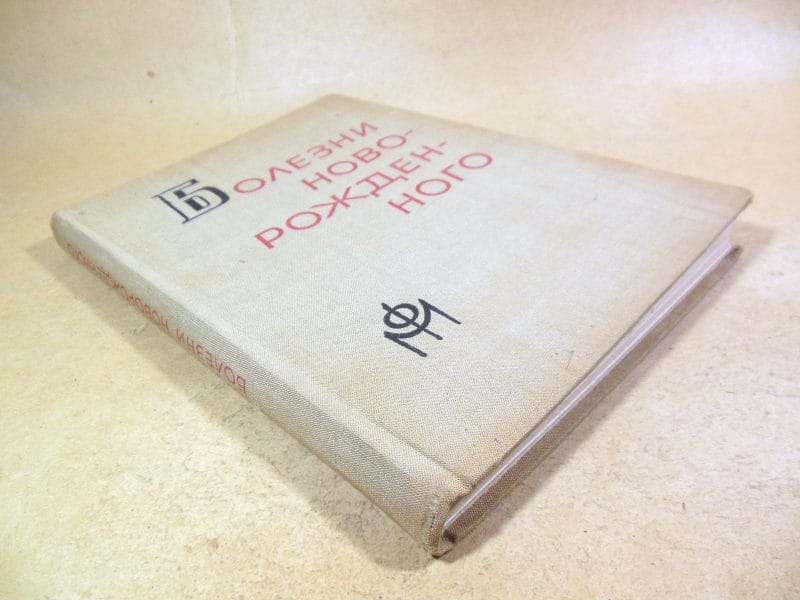 Болезни
ново-
рожден-
ного
БОЛЕЗНИ НОВОРОЖДЕННОГО